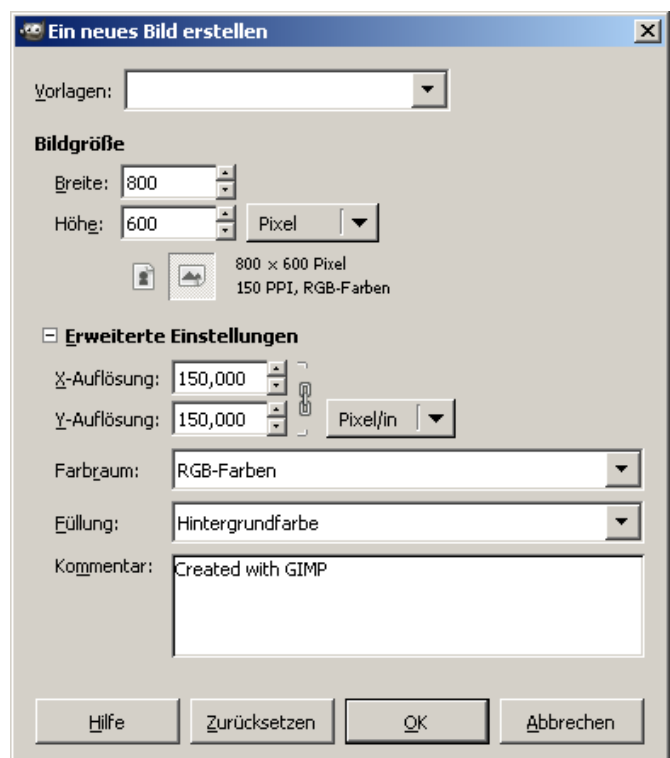 Ein neues Bild erstellen
Vorlagen:
Bildgröße
Breite: 800
Höhe: 600 Pixel
800 × 600 Pixel
150 PPI, RGB-Farben
Erweiterte Einstellungen
X-Auflösung: 150,000
Y-Auflösung: 150,000 Pixel/in
Farbraum: RGB-Farben
Füllung: Hintergrundfarbe
Kommentar: Created with GIMP
Hilfe Zurücksetzen OK Abbrechen